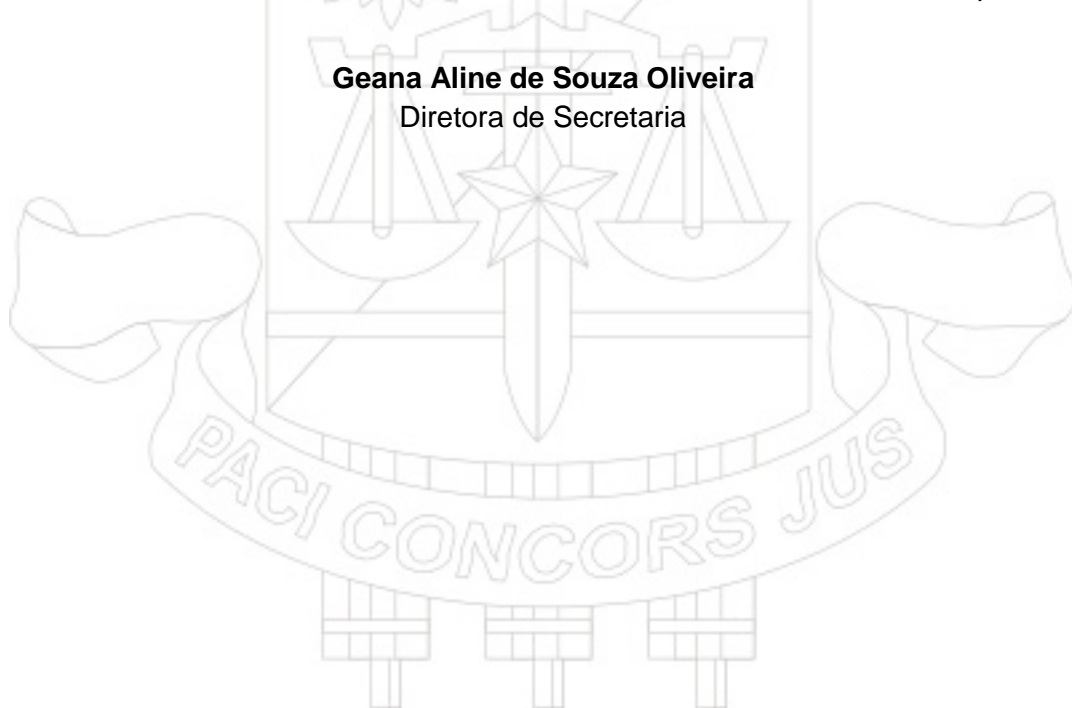 Geana Aline de Souza Oliveira
Diretora de Secretaria
PACI CONCORS JUS